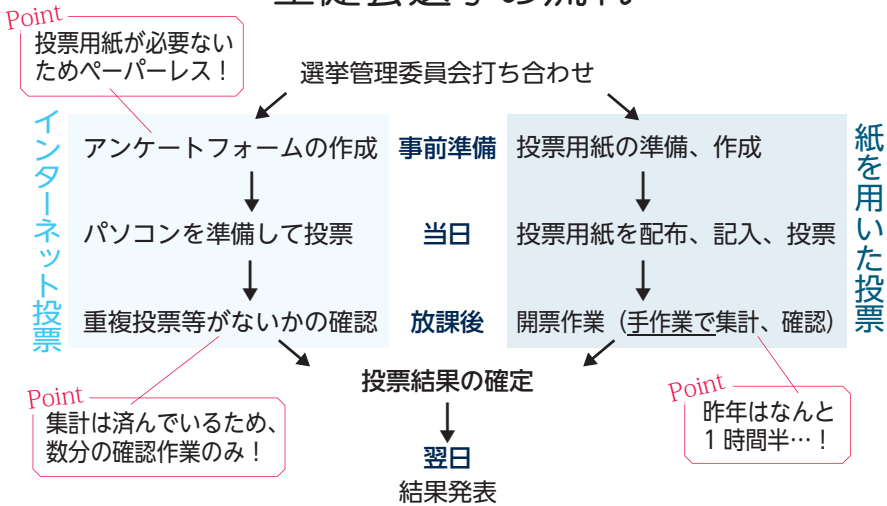 Point
投票用紙が必要ない
ためペーパーレス！
選挙管理委員会打ち合わせ
インターネット投票
アンケートフォームの作成
事前準備
投票用紙の準備、作成
紙を用いた投票
パソコンを準備して投票
当日
投票用紙を配布、記入、投票
重複投票等がないかの確認
放課後
開票作業（手作業で集計、確認）
投票結果の確定
Point
集計は済んでいるため、
数分の確認作業のみ！
Point
昨年はなんと
1 時間半…！
翌日
結果発表